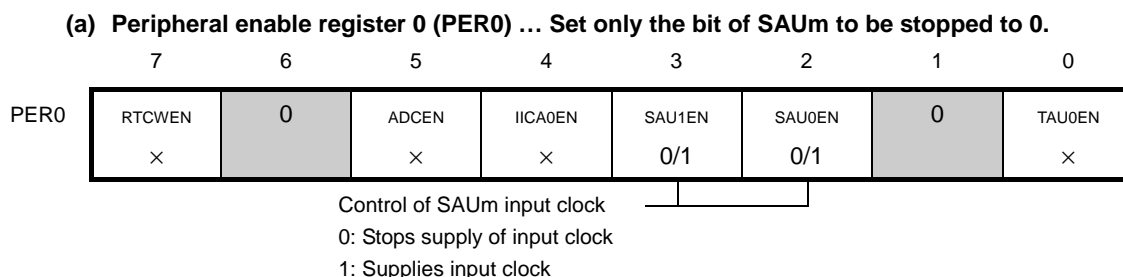 (a) Peripheral enable register 0 (PER0) … Set only the bit of SAUm to be stopped to 0.
7 6 5 4 3 2 1 0
PER0 RTCWEN 0 ADCEN IICA0EN SAU1EN SAU0EN 0 TAU0EN
× × × 0/1 0/1 ×
Control of SAUm input clock
0: Stops supply of input clock
1: Supplies input clock